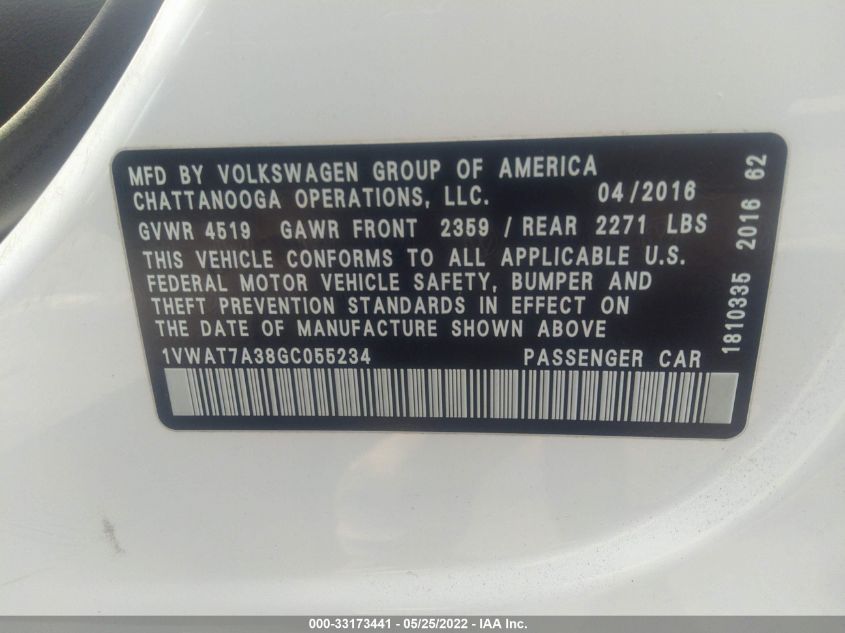 MFD BY VOLKSWAGEN GROUP OF AMERICA
CHATTANOOGA OPERATIONS, LLC. 04/2016
GVWR 4519 GAWR FRONT 2359 / REAR 2271 LBS
THIS VEHICLE CONFORMS TO ALL APPLICABLE U.S.
FEDERAL MOTOR VEHICLE SAFETY, BUMPER AND
THEFT PREVENTION STANDARDS IN EFFECT ON
THE DATE OF MANUFACTURE SHOWN ABOVE
1VWAT7A38GC055234 PASSENGER CAR
1810335 2016 62
000-33173441 - 05/25/2022 - IAA Inc.